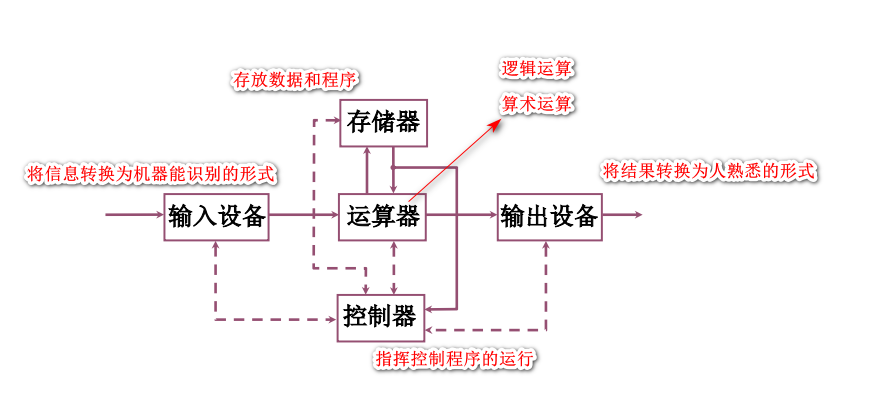 逻辑运算
存放数据和程序
算术运算
存储器
将信息转换为机器能识别的形式
将结果转换为人熟悉的形式
输入设备
运算器
输出设备
控制器
指挥控制程序的运行